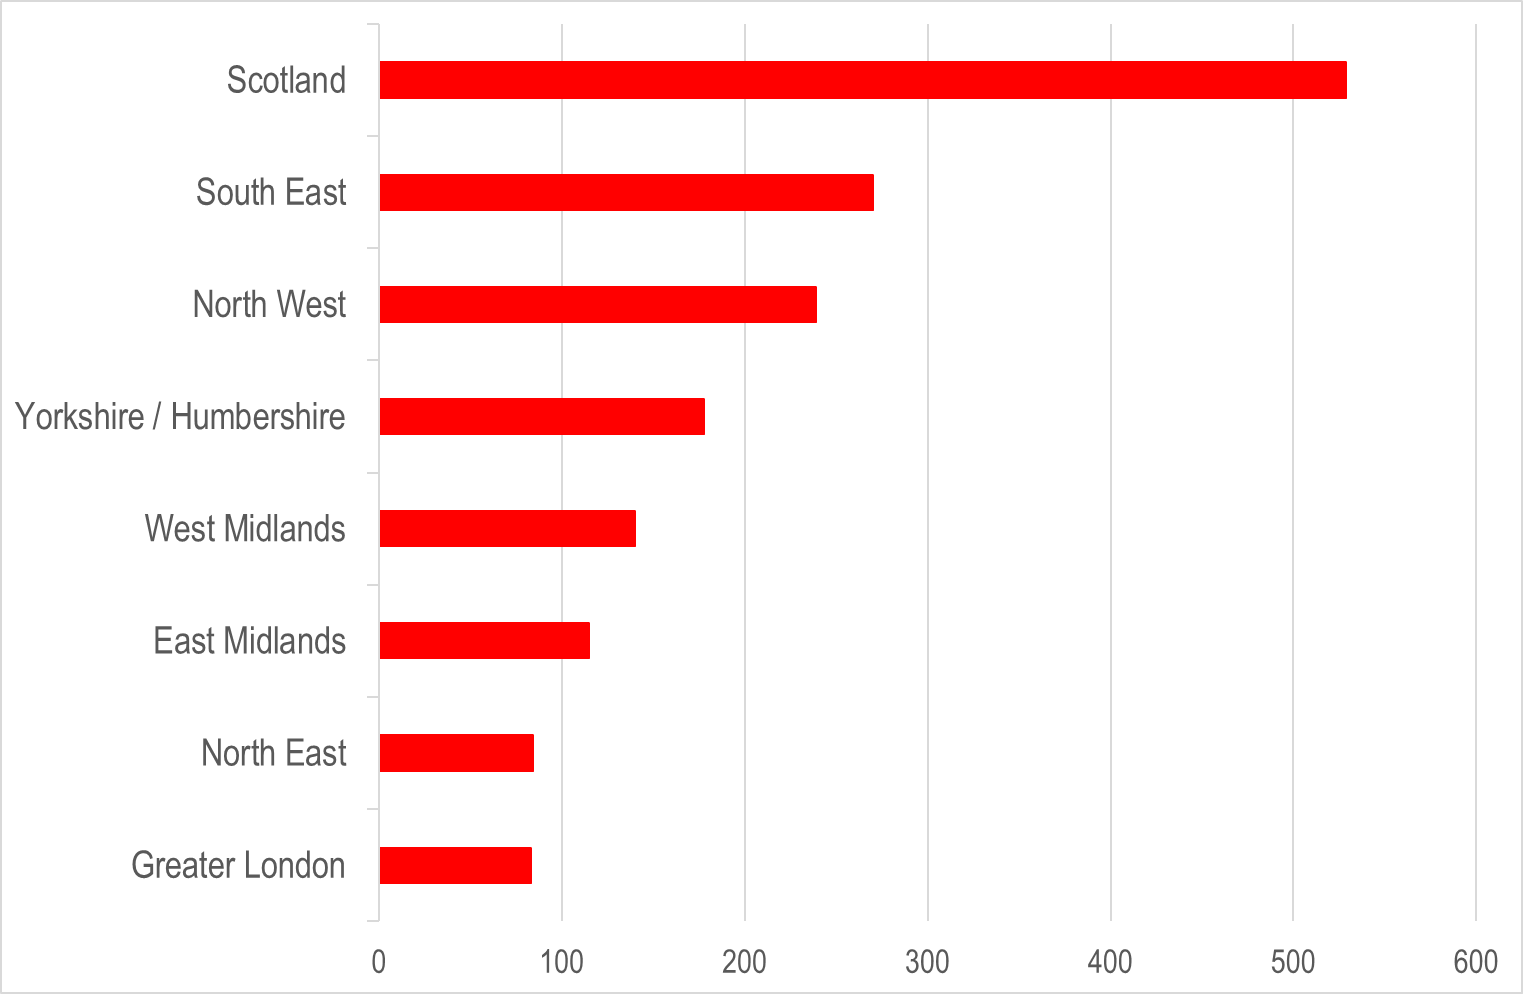 Scotland
South East
North West
Yorkshire / Humbershire
West Midlands
East Midlands
North East
Greater London
0 100 200 300 400 500 600